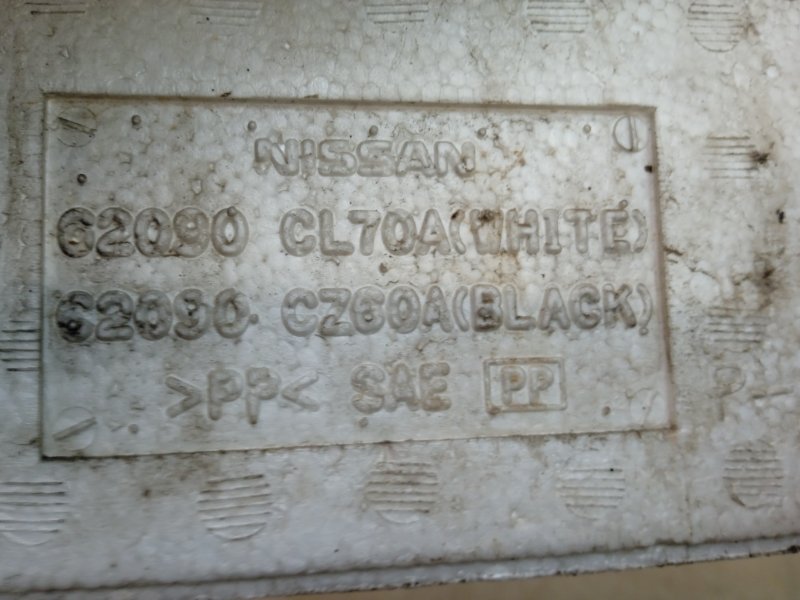 NISSAN
62090 CL70A(WHITE)
62090 CZ60A(BLACK)
>PP< SAE PP
P